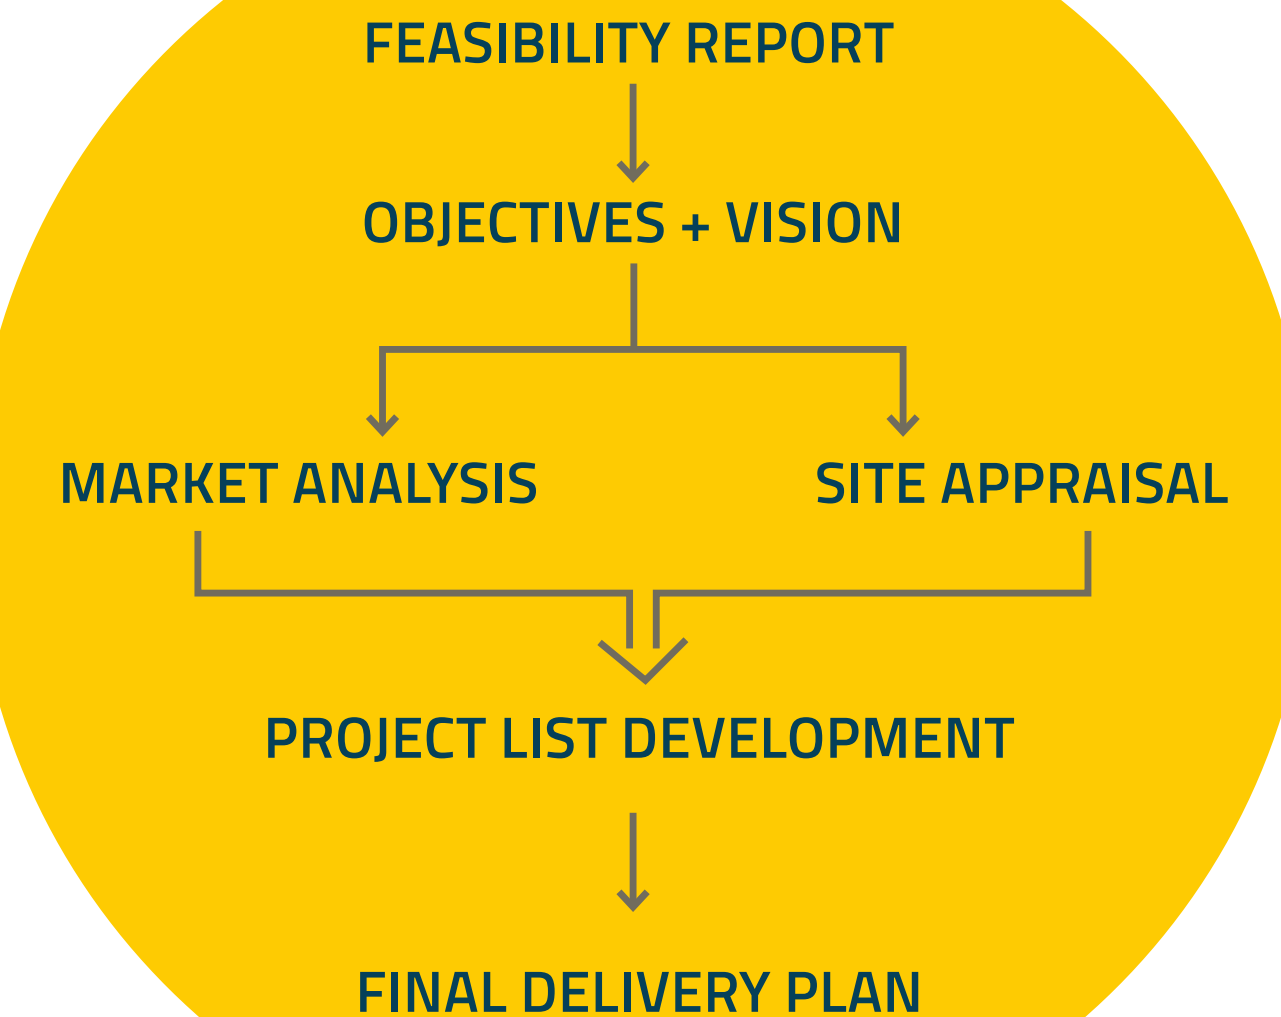 FEASIBILITY REPORT
OBJECTIVES + VISION
MARKET ANALYSIS
SITE APPRAISAL
PROJECT LIST DEVELOPMENT
FINAL DELIVERY PLAN